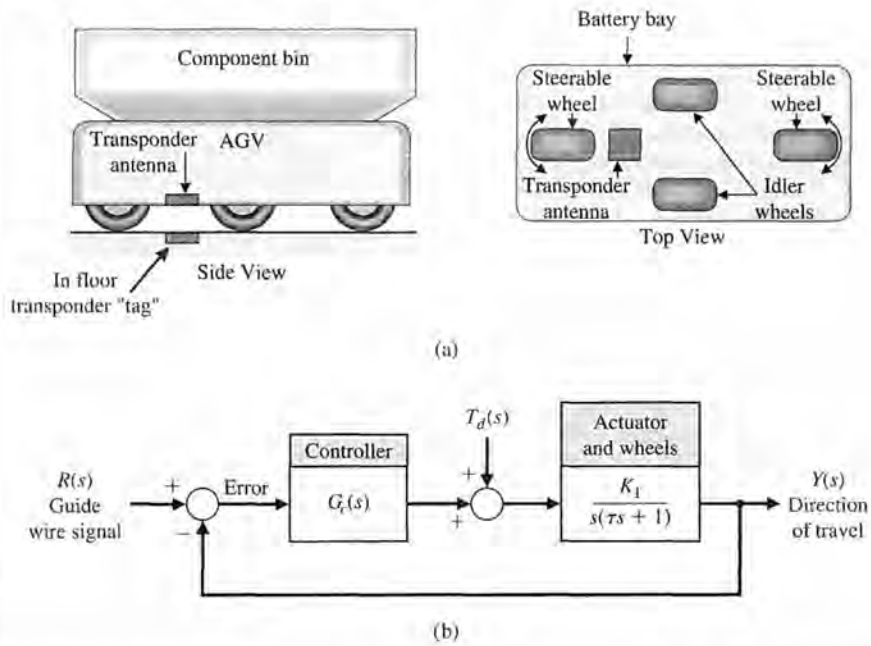 Component bin
Transponder
antenna
AGV
In floor
transponder "tag"
Side View
Battery bay
Steerable
wheel
Steerable
wheel
Transponder
antenna
Idler
wheels
Top View
(a)
R(s)
Guide
wire signal
+
−
Error
Controller
G_c(s)
T_d(s)
+
+
Actuator
and wheels
K_1
s(τs + 1)
Y(s)
Direction
of travel
(b)